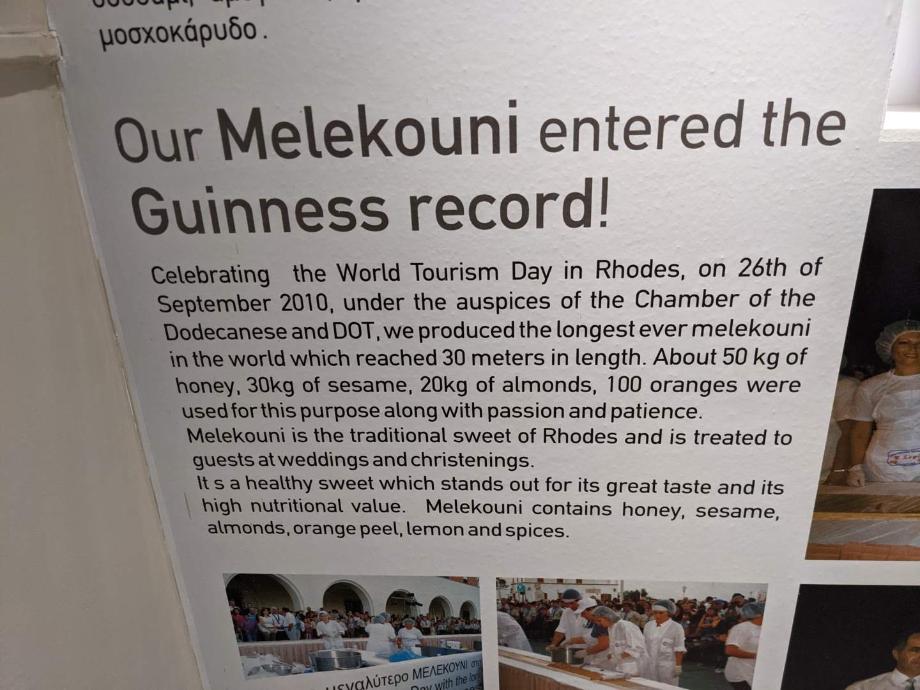 μοσχοκάρυδο.
Our Melekouni entered the
Guinness record!
Celebrating the World Tourism Day in Rhodes, on 26th of
September 2010, under the auspices of the Chamber of the
Dodecanese and DOT, we produced the longest ever melekouni
in the world which reached 30 meters in length. About 50 kg of
honey, 30kg of sesame, 20kg of almonds, 100 oranges were
used for this purpose along with passion and patience.
Melekouni is the traditional sweet of Rhodes and is treated to
guests at weddings and christenings.
It s a healthy sweet which stands out for its great taste and its
high nutritional value. Melekouni contains honey, sesame,
almonds, orange peel, lemon and spices.
μεγαλύτερο ΜΕΛΕΚΟΥΝΙ
Day with the